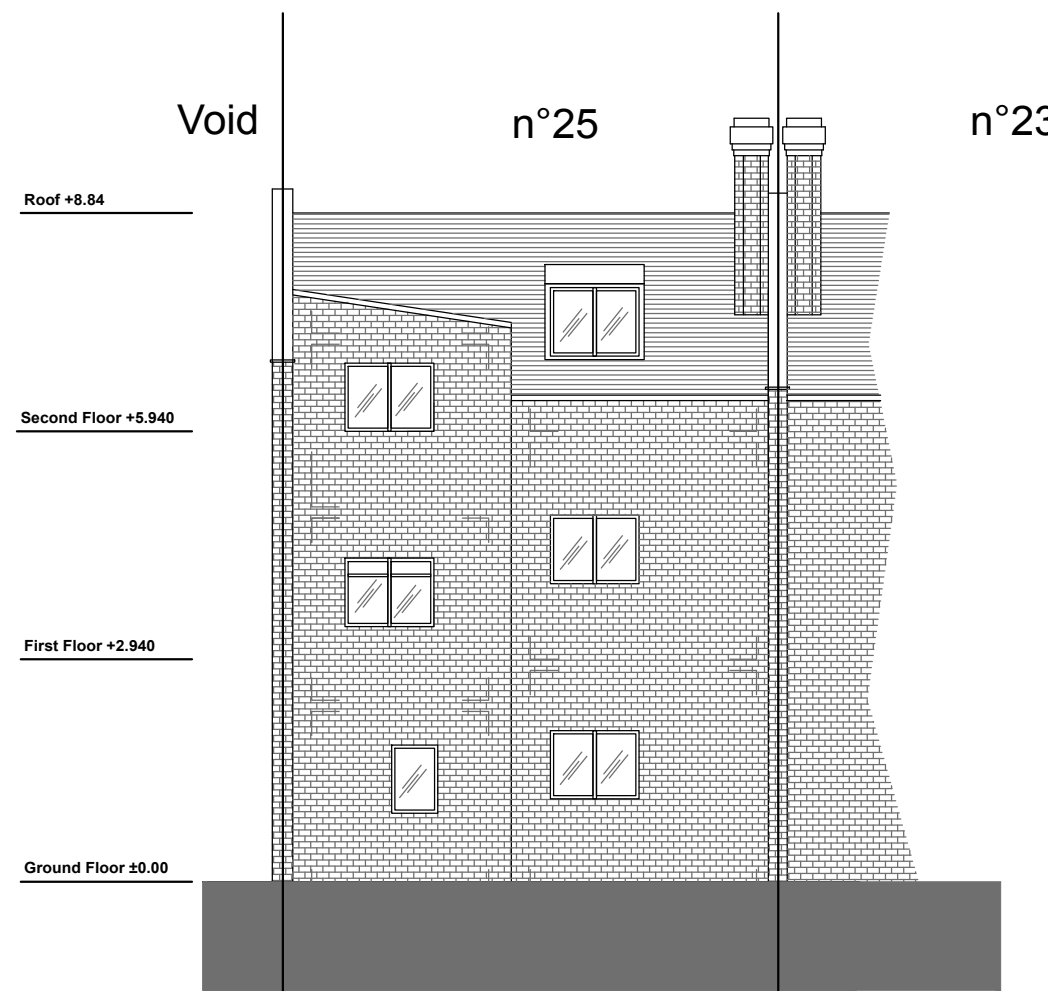 Void
n°25
n°23
Roof +8.84
Second Floor +5.940
First Floor +2.940
Ground Floor ±0.00